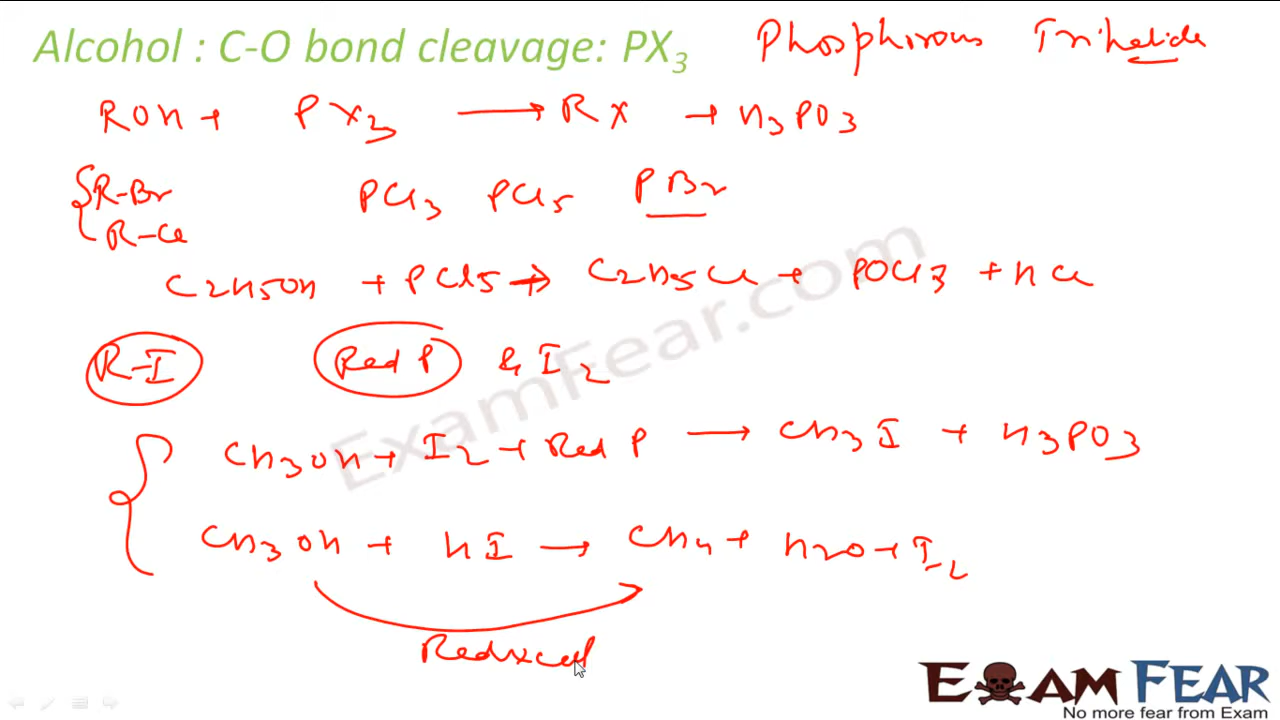 Alcohol : C-O bond cleavage: PX3
Phosphirous Trihalide
ROH + PX3 → RX + H3PO3
R-Br
PCl3 PCl5 PBr
R-Cl
C2H5OH + PCl5 → C2H5Cl + POCl3 + HCl
R-I Red P & I2
CH3OH + I2 + Red P → CH3I + H3PO3
CH3OH + HI → CH4 + H2O + I2
Reduced
ExamFear.com
EXAM FEAR
No more fear from Exam